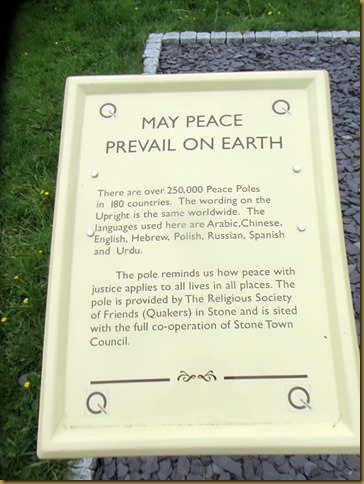 Q Q
MAY PEACE
PREVAIL ON EARTH
There are over 250,000 Peace Poles
in 180 countries. The wording on the
Upright is the same worldwide. The
languages used here are Arabic, Chinese,
English, Hebrew, Polish, Russian, Spanish
and Urdu.
The pole reminds us how peace with
justice applies to all lives in all places. The
pole is provided by The Religious Society
of Friends (Quakers) in Stone and is sited
with the full co-operation of Stone Town
Council.
Q Q